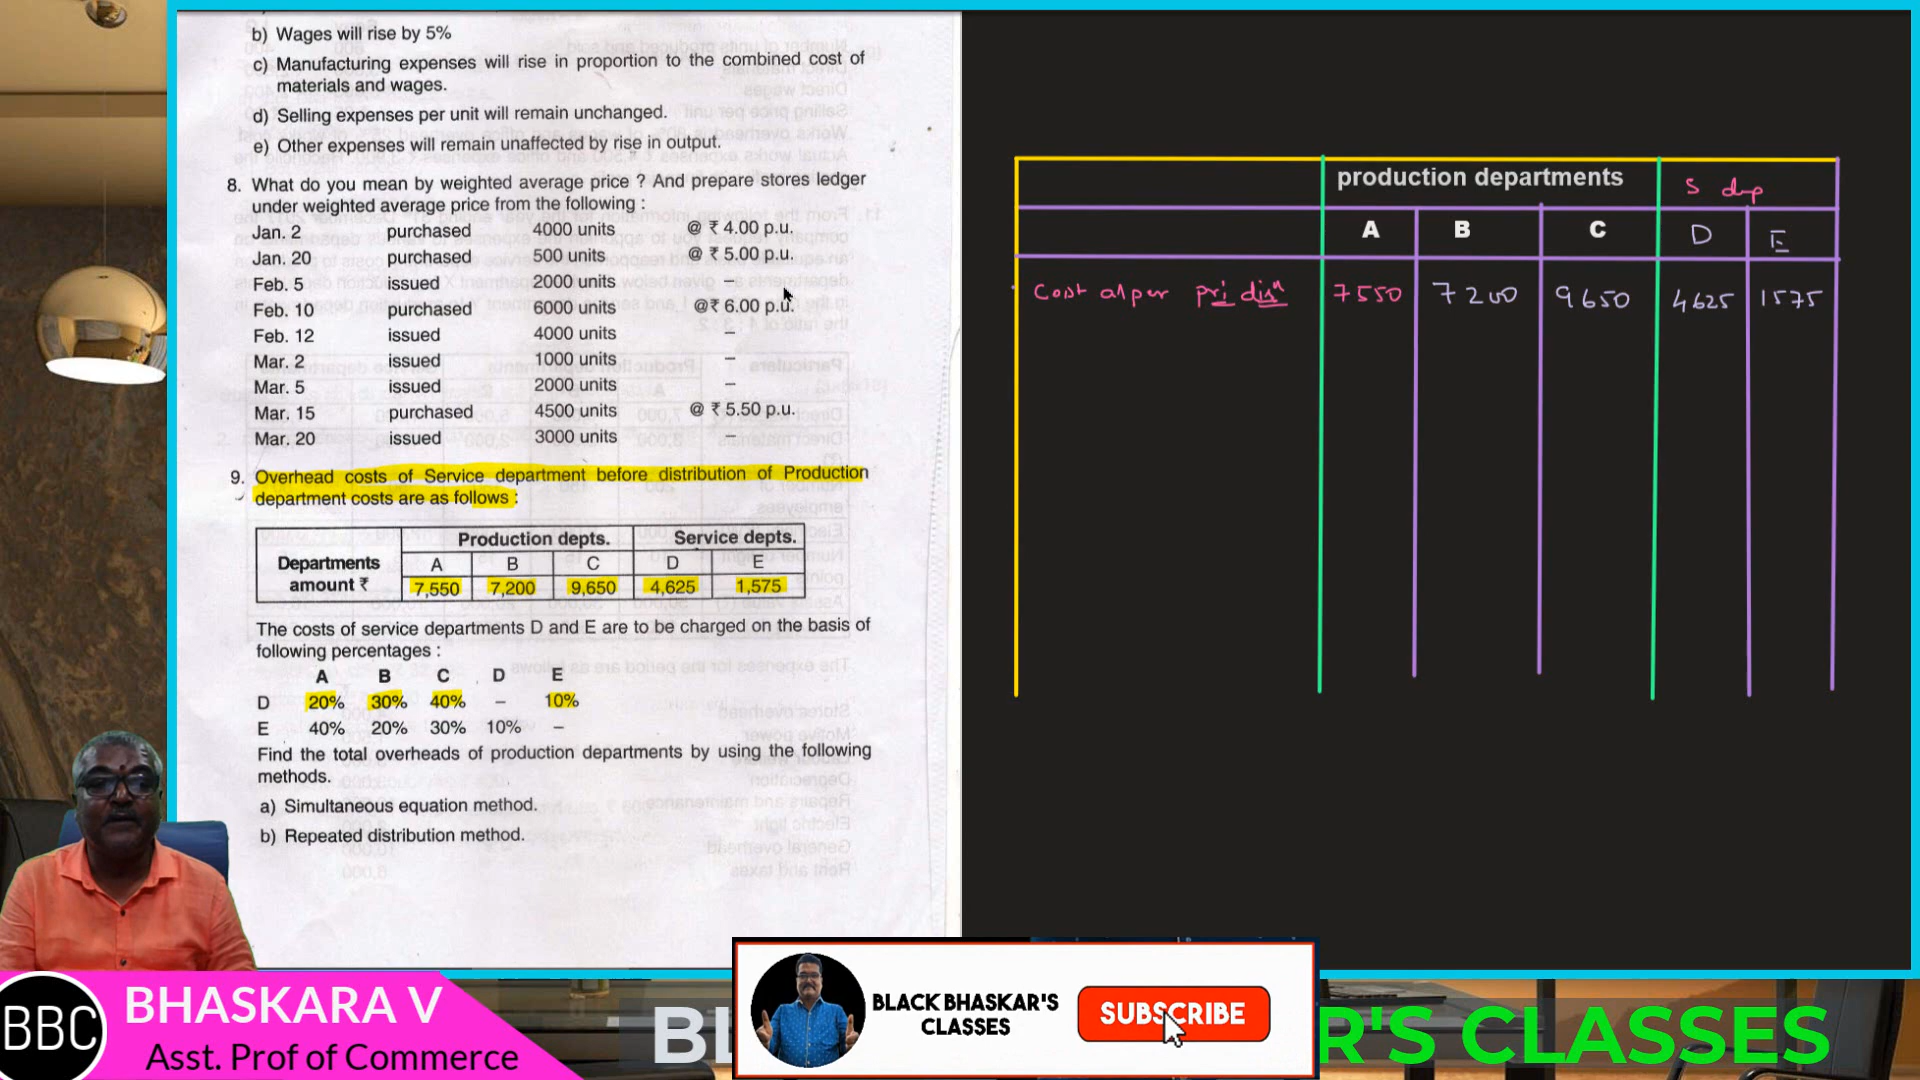 b) Wages will rise by 5%
c) Manufacturing expenses will rise in proportion to the combined cost of
materials and wages.
d) Selling expenses per unit will remain unchanged.
e) Other expenses will remain unaffected by rise in output.
8. What do you mean by weighted average price ? And prepare stores ledger
under weighted average price from the following :
Jan. 2 purchased 4000 units @ ₹ 4.00 p.u.
Jan. 20 purchased 500 units @ ₹ 5.00 p.u.
Feb. 5 issued 2000 units –
Feb. 10 purchased 6000 units @₹ 6.00 p.u.
Feb. 12 issued 4000 units –
Mar. 2 issued 1000 units –
Mar. 5 issued 2000 units –
Mar. 15 purchased 4500 units @ ₹ 5.50 p.u.
Mar. 20 issued 3000 units –
9. Overhead costs of Service department before distribution of Production
department costs are as follows :
Production depts. Service depts.
Departments A B C D E
amount ₹ 7,550 7,200 9,650 4,625 1,575
The costs of service departments D and E are to be charged on the basis of
following percentages :
A B C D E
D 20% 30% 40% – 10%
E 40% 20% 30% 10% –
Find the total overheads of production departments by using the following
methods.
a) Simultaneous equation method.
b) Repeated distribution method.
production departments S dep
A B C D E
Cost as per pri disn 7550 7200 9650 4625 1575
BBC
BHASKARA V
Asst. Prof of Commerce
BLACK BHASKAR'S
CLASSES
SUBSCRIBE
BL R'S CLASSES